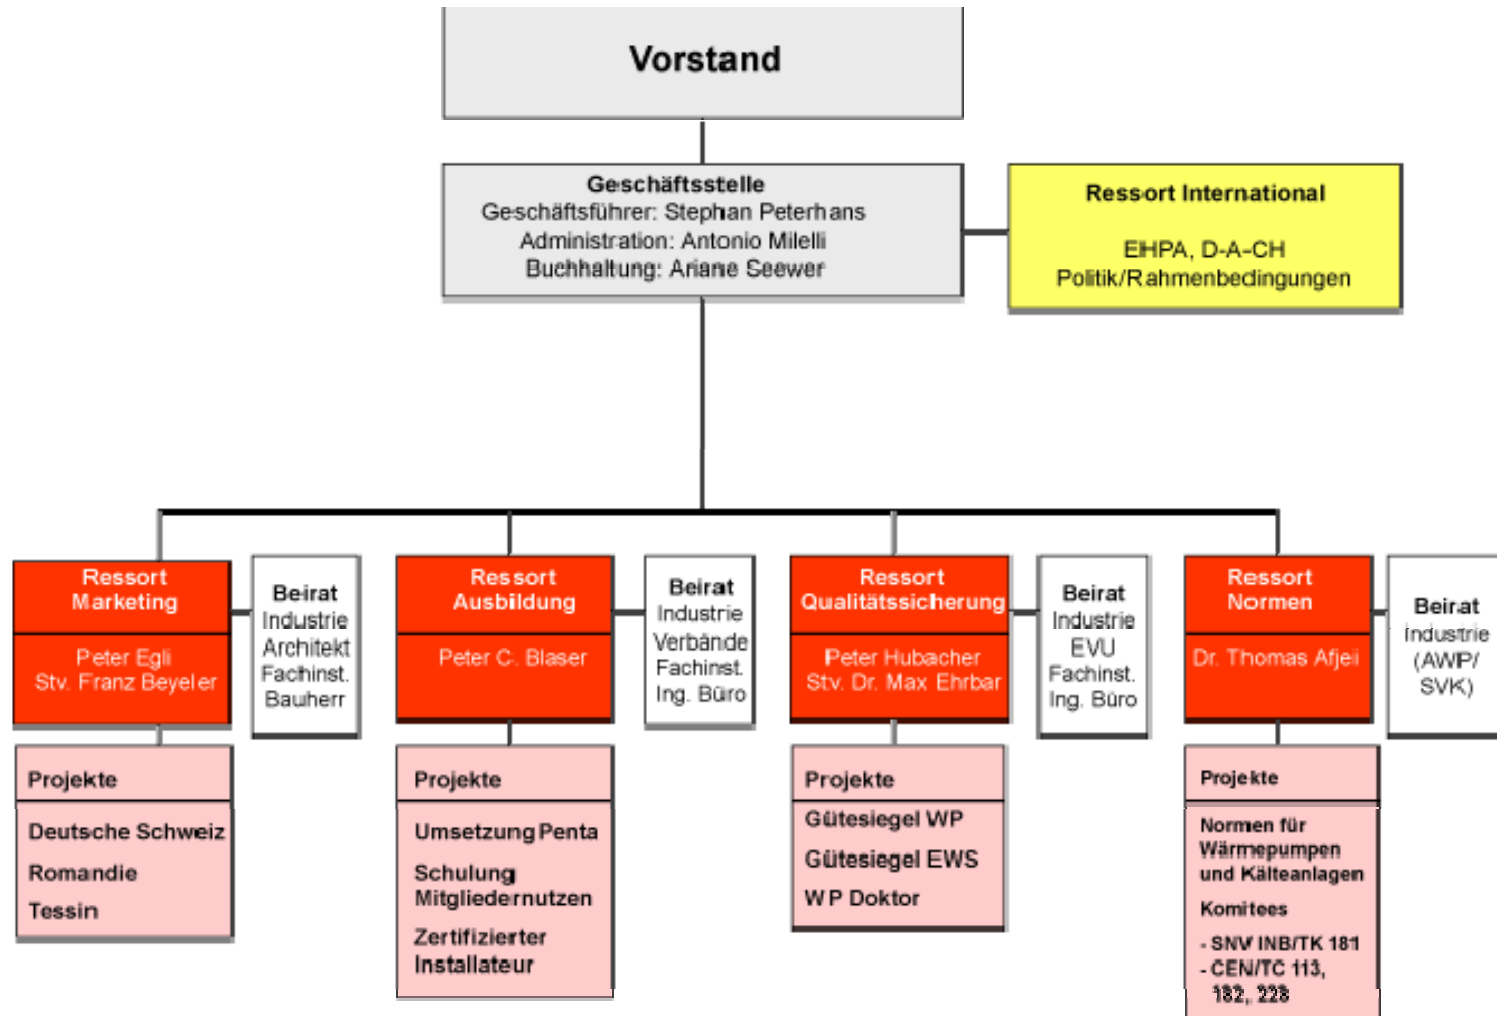 Vorstand
Geschäftsstelle
Geschäftsführer: Stephan Peterhans
Administration: Antonio Milelli
Buchhaltung: Ariane Seewer
Ressort International
EHPA, D-A-CH
Politik/Rahmenbedingungen
Ressort
Marketing
Peter Egli
Stv. Franz Beyeler
Beirat
Industrie
Architekt
Fachinst.
Bauherr
Ressort
Ausbildung
Peter C. Blaser
Beirat
Industrie
Verbände
Fachinst.
Ing. Büro
Ressort
Qualitätssicherung
Peter Hubacher
Stv. Dr. Max Ehrbar
Beirat
Industrie
EVU
Fachinst.
Ing. Büro
Ressort
Normen
Dr. Thomas Afjei
Beirat
Industrie
(AWP/
SVK)
Projekte
Deutsche Schweiz
Romandie
Tessin
Projekte
Umsetzung Penta
Schulung
Mitgliedernutzen
Zertifizierter
Installateur
Projekte
Gütesiegel WP
Gütesiegel EWS
WP Doktor
Projekte
Normen für
Wärmepumpen
und Kälteanlagen
Komitees
- SNV INB/TK 181
- CEN/TC 113,
182, 228